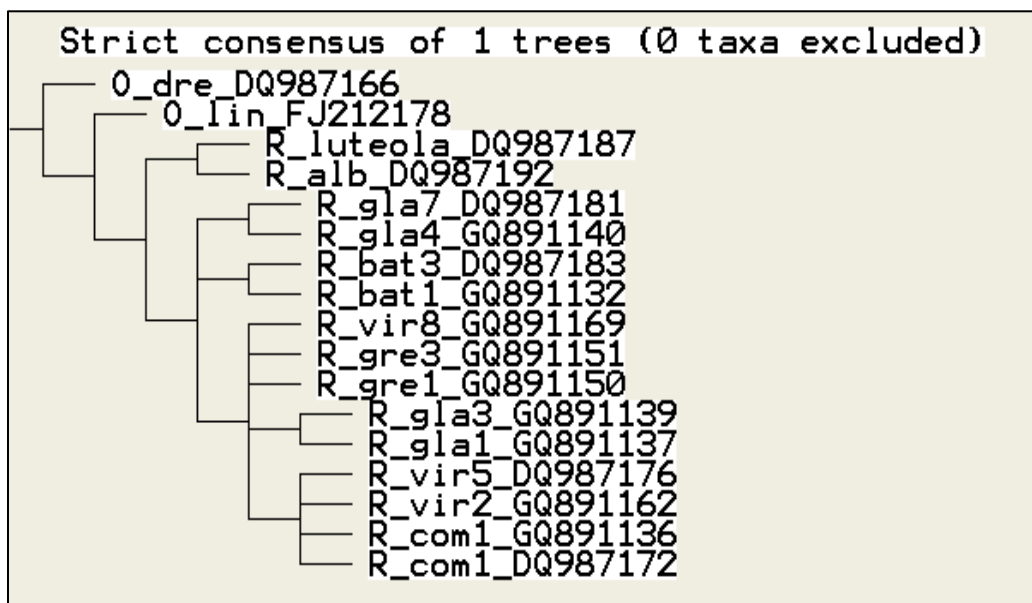 Strict consensus of 1 trees (0 taxa excluded)
O_dre_DQ987166
O_lin_FJ212178
R_luteola_DQ987187
R_alb_DQ987192
R_gla7_DQ987181
R_gla4_GQ891140
R_bat3_DQ987183
R_bat1_GQ891132
R_vir8_GQ891169
R_gre3_GQ891151
R_gre1_GQ891150
R_gla3_GQ891139
R_gla1_GQ891137
R_vir5_DQ987176
R_vir2_GQ891162
R_com1_GQ891136
R_com1_DQ987172